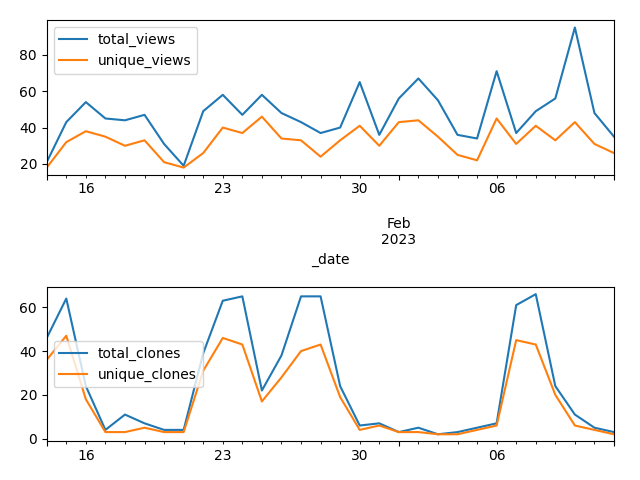 total_views
unique_views
80
60
40
20
16 23 30 06
Feb
2023
_date
total_clones
unique_clones
60
40
20
0
16 23 30 06